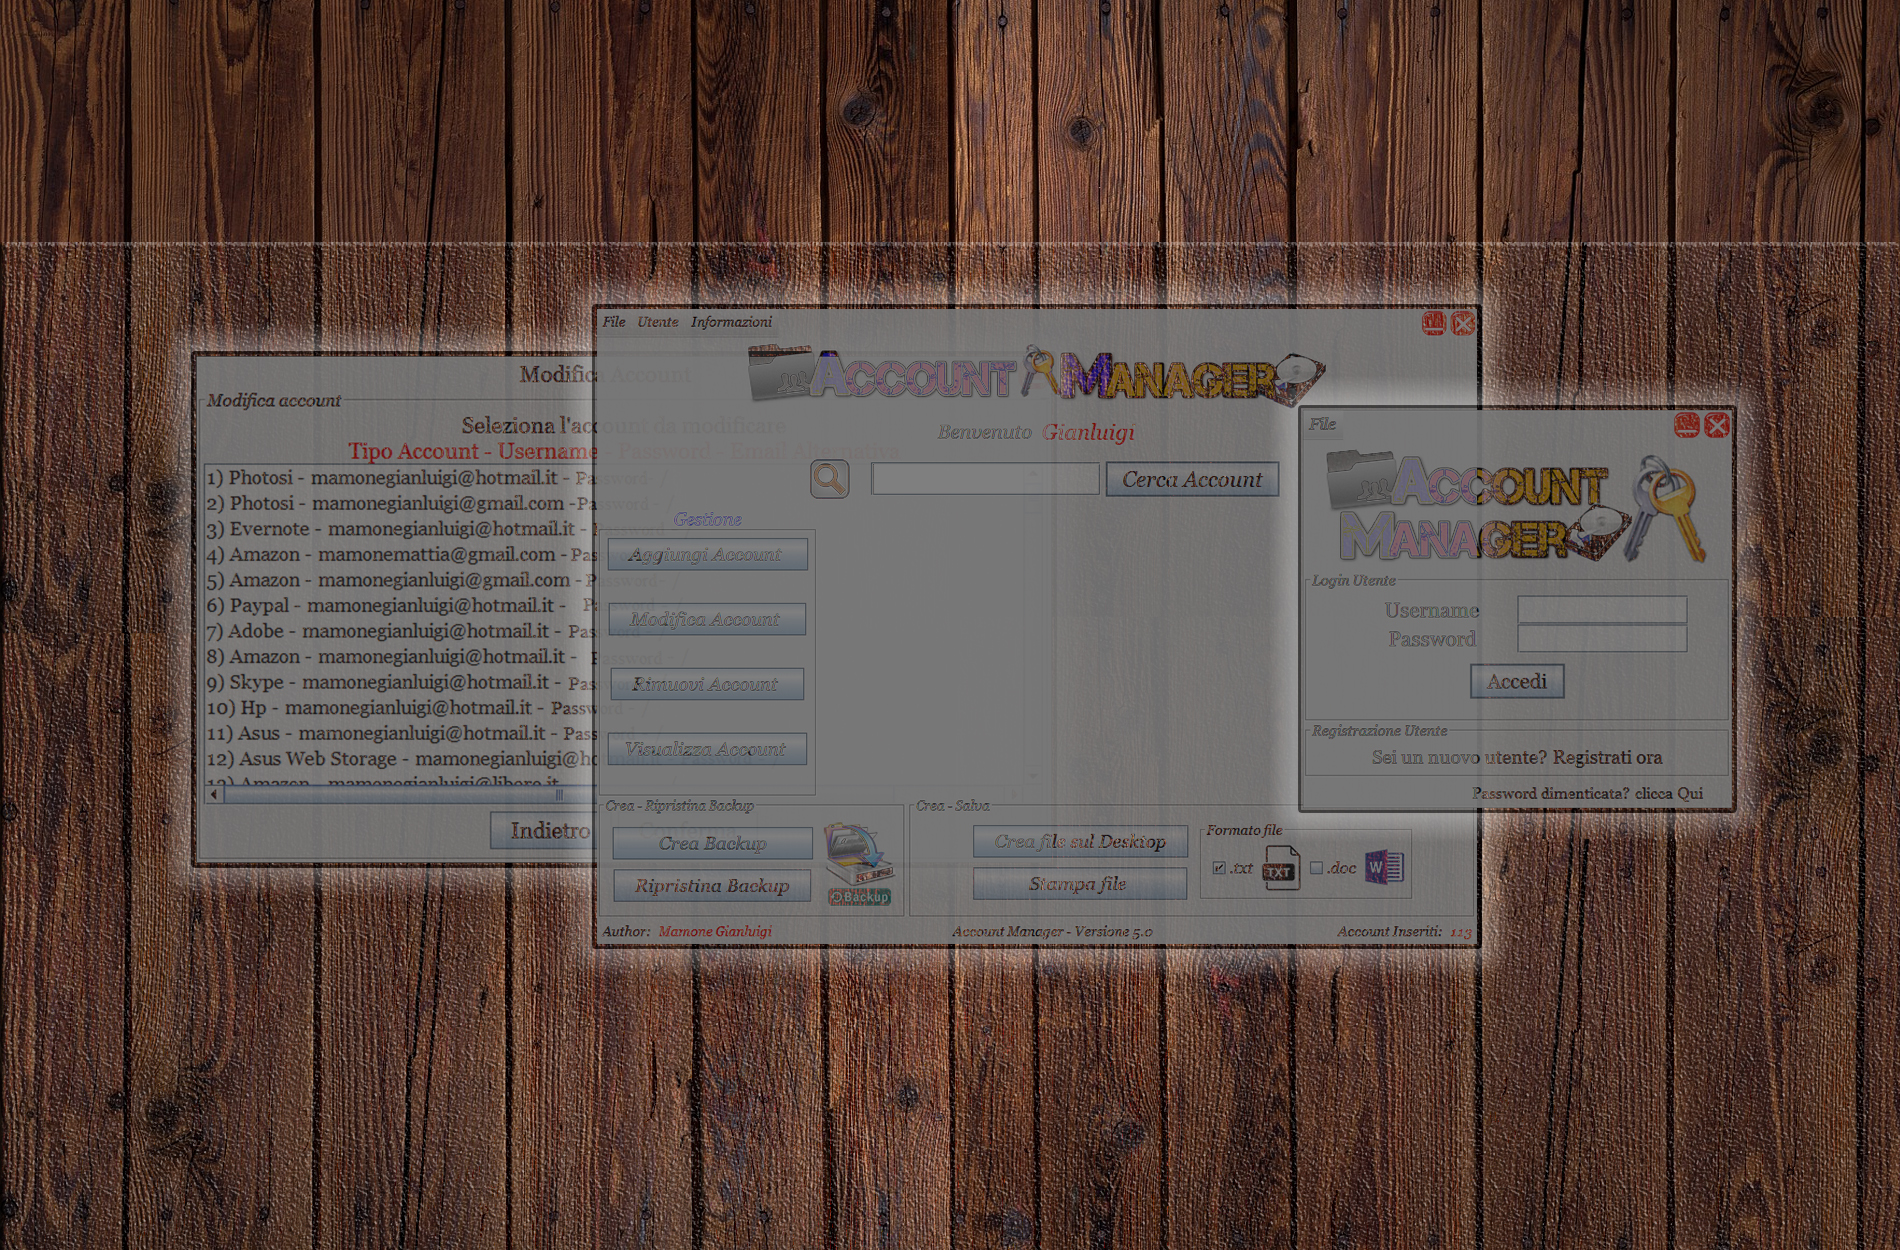 Modifica Account
Modifica account
Seleziona l'account da modificare
Tipo Account - Username - Password - Email Alternativa
1) Photosi - mamonegianluigi@hotmail.it - Password - /
2) Photosi - mamonegianluigi@gmail.com -Password - /
3) Evernote - mamonegianluigi@hotmail.it - Password - /
4) Amazon - mamonemattia@gmail.com -Password - /
5) Amazon - mamonegianluigi@gmail.com - Password- /
6) Paypal - mamonegianluigi@hotmail.it - Password - /
7) Adobe - mamonegianluigi@hotmail.it - Password - /
8) Amazon - mamonegianluigi@hotmail.it - Password - /
9) Skype - mamonegianluigi@hotmail.it - Password - /
10) Hp - mamonegianluigi@hotmail.it - Password - /
11) Asus - mamonegianluigi@hotmail.it - Pass
12) Asus Web Storage - mamonegianluigi@ho
13) Amazon - mamonegianluigi@libero.it
Indietro
File Utente Informazioni
ACCOUNT MANAGER
Benvenuto Gianluigi
Cerca Account
Gestione
Aggiungi Account
Modifica Account
Rimuovi Account
Visualizza Account
Crea - Ripristina Backup
Crea Backup
Ripristina Backup
Backup
Crea - Salva
Crea file sul Desktop
Stampa file
Formato file
.txt TXT .doc W
Author: Mamone Gianluigi
Account Manager - Versione 5.0
Account Inseriti: 113
File
ACCOUNT
MANAGER
Login Utente
Username
Password
Accedi
Registrazione Utente
Sei un nuovo utente? Registrati ora
Password dimenticata? clicca Qui